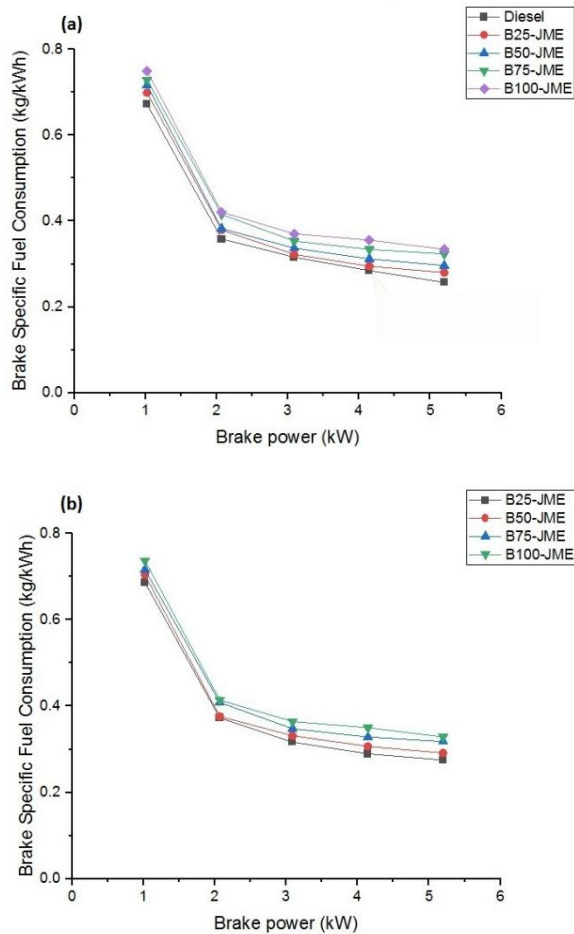 (a)
Diesel
B25-JME
B50-JME
B75-JME
B100-JME
0.8
0.6
0.4
0.2
0.0
Brake Specific Fuel Consumption (kg/kWh)
0 1 2 3 4 5 6
Brake power (kW)
(b)
B25-JME
B50-JME
B75-JME
B100-JME
0.8
0.6
0.4
0.2
0.0
Brake Specific Fuel Consumption (kg/kWh)
0 1 2 3 4 5 6
Brake power (kW)